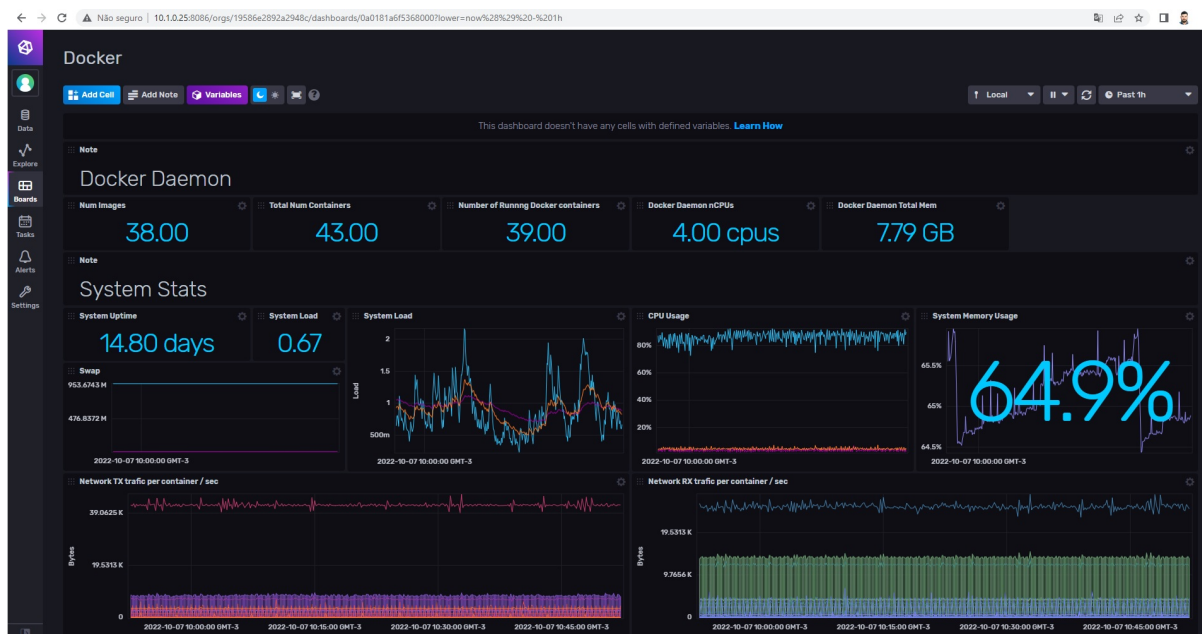 Não seguro | 10.1.0.25:8086/orgs/19586e2892a2948c/dashboards/0a0181a6f5368000?lower=now%28%29%20-%201h
Docker
Add Cell Add Note Variables Local Past 1h
This dashboard doesn't have any cells with defined variables. Learn How
Data
Explore
Boards
Tasks
Alerts
Settings
Note
Docker Daemon
Num Images Total Num Containers Number of Runnng Docker containers Docker Daemon nCPUs Docker Daemon Total Mem
38.00 43.00 39.00 4.00 cpus 7.79 GB
Note
System Stats
System Uptime
14.80 days
System Load
0.67
Swap
953.6743 M
476.8372 M
2022-10-07 10:00:00 GMT-3
System Load
Load
2
1.5
1
500m
2022-10-07 10:00:00 GMT-3
CPU Usage
80%
60%
40%
20%
2022-10-07 10:00:00 GMT-3
System Memory Usage
65.5%
65%
64.5%
64.9%
2022-10-07 10:00:00 GMT-3
Network TX trafic per container / sec
Bytes
39.0625 K
19.5313 K
0
2022-10-07 10:00:00 GMT-3 2022-10-07 10:15:00 GMT-3 2022-10-07 10:30:00 GMT-3 2022-10-07 10:45:00 GMT-3
Network RX trafic per container / sec
Bytes
19.5313 K
9.7656 K
0
2022-10-07 10:00:00 GMT-3 2022-10-07 10:15:00 GMT-3 2022-10-07 10:30:00 GMT-3 2022-10-07 10:45:00 GMT-3